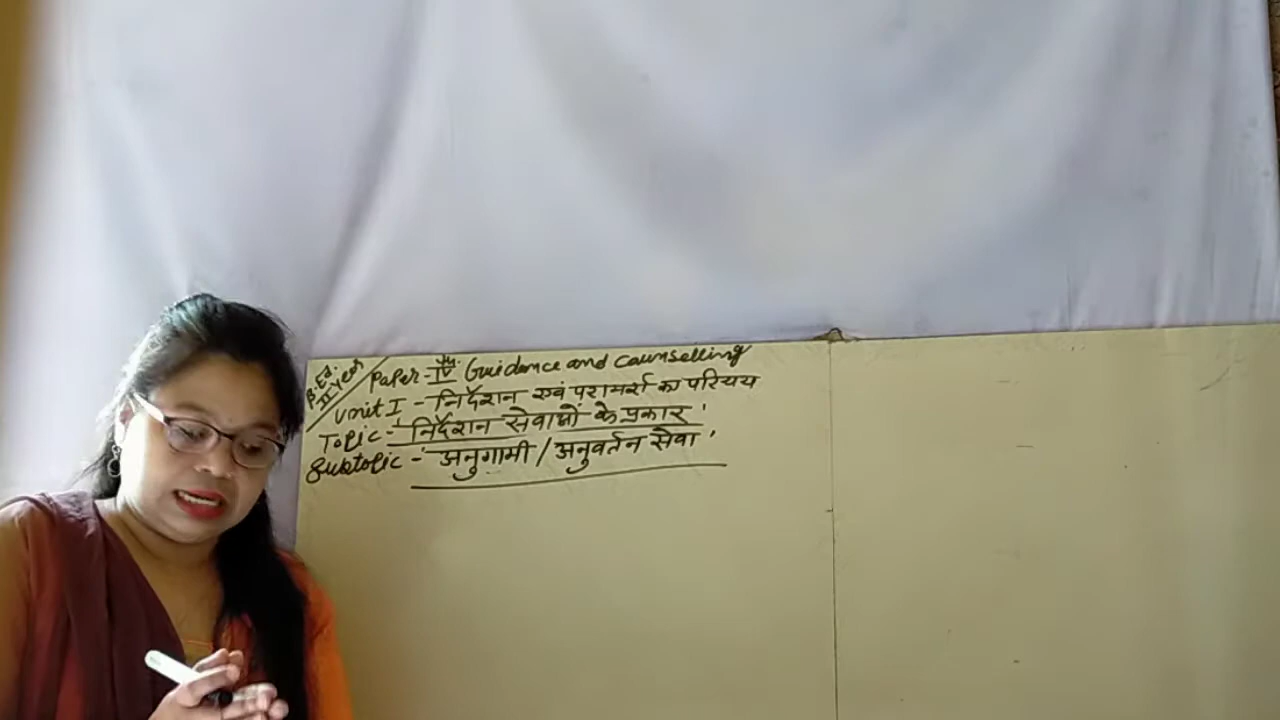 B.Ed. II Year
Paper-IV Guidance and Counselling
Unit I - निर्देशन एवं परामर्श का परिचय
Topic - 'निर्देशन सेवाओं के प्रकार'
Subtopic - 'अनुगामी / अनुवर्तन सेवा'